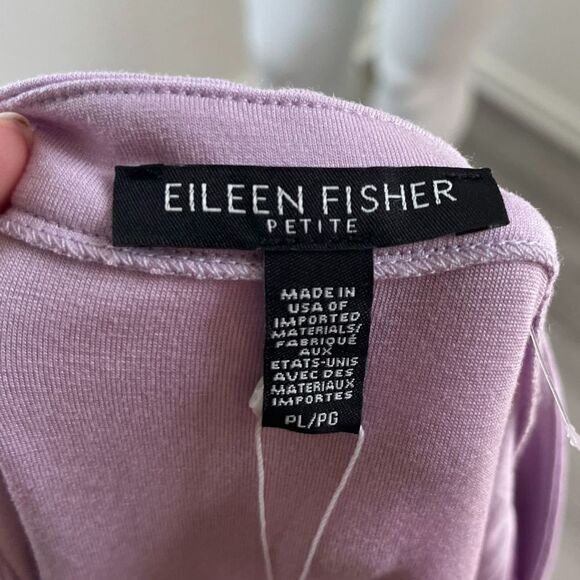 EILEEN FISHER
PETITE
MADE IN
USA OF
IMPORTED
MATERIALS/
FABRIQUÉ
AUX
ETATS-UNIS
AVEC DES
MATERIAUX
IMPORTES
PL/PG